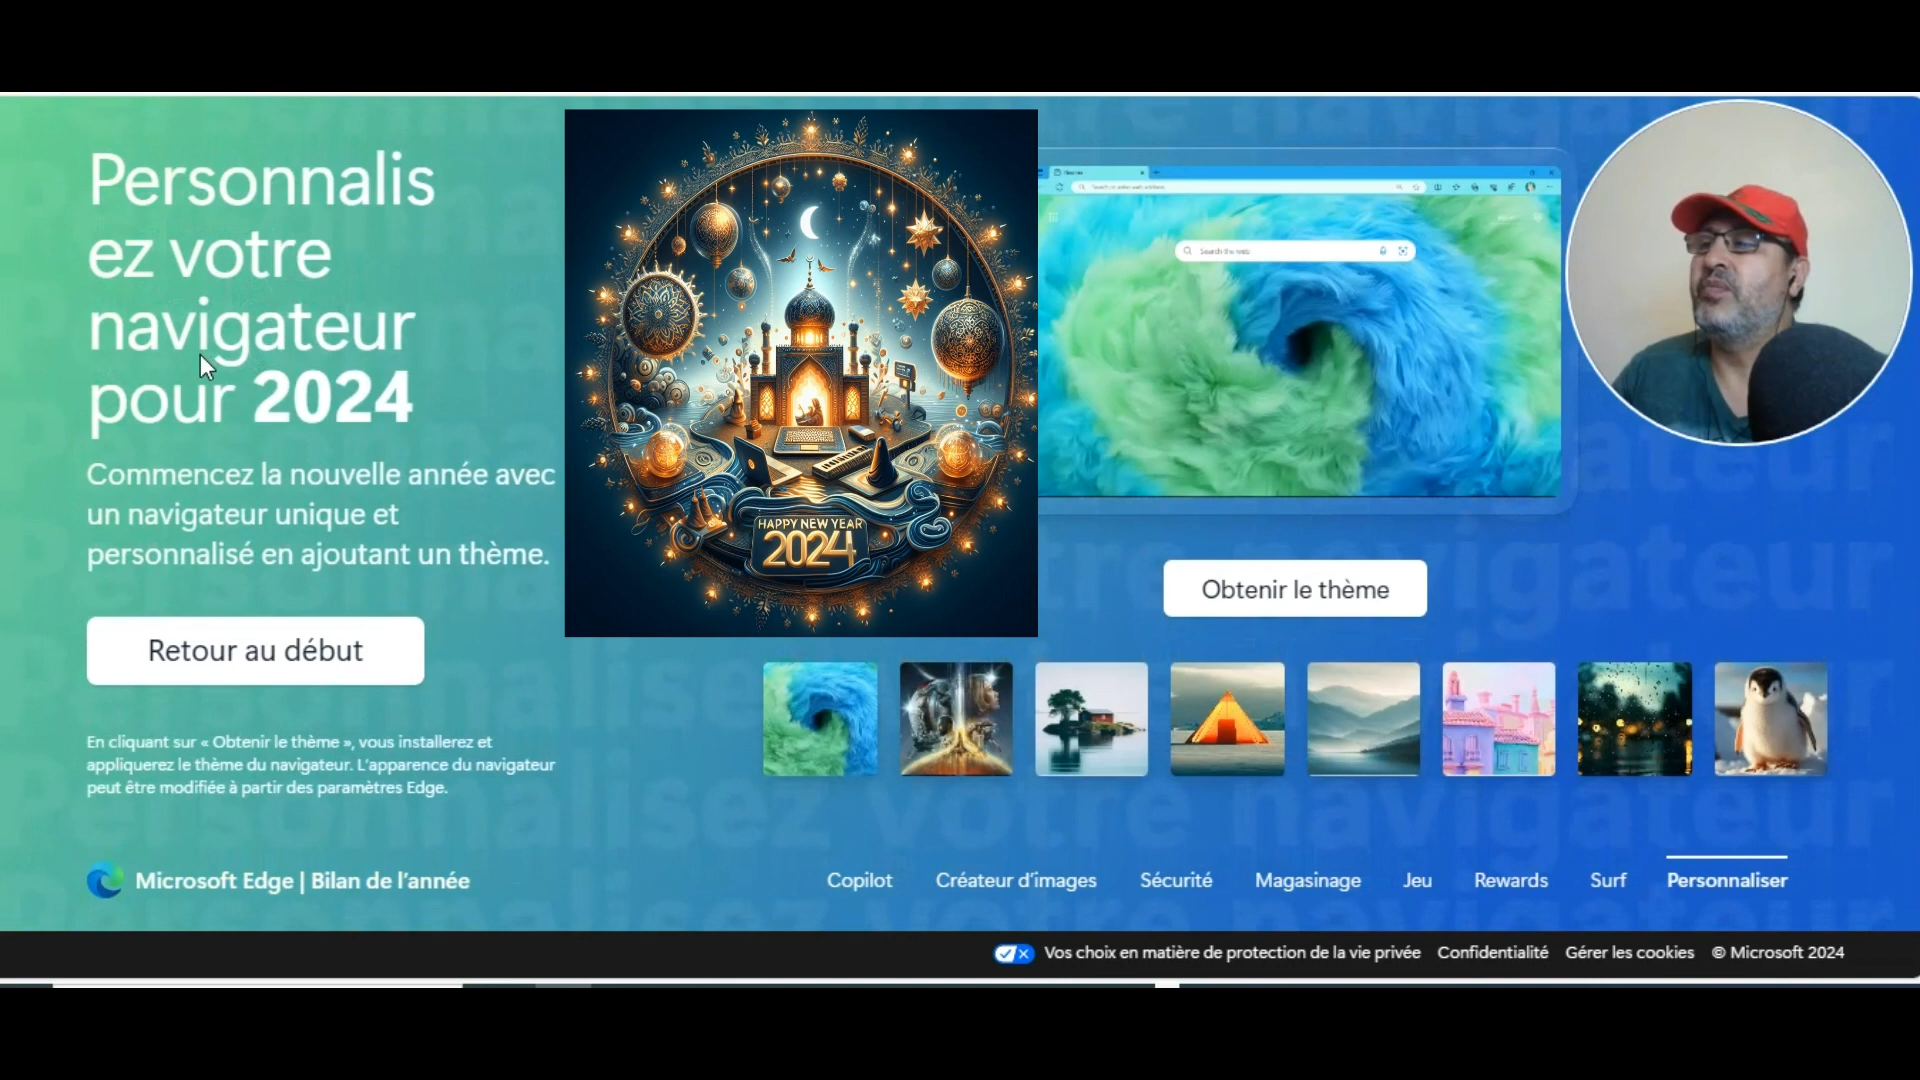 Personnalis
ez votre
navigateur
pour 2024
Commencez la nouvelle année avec
un navigateur unique et
personnalisé en ajoutant un thème.
Retour au début
En cliquant sur « Obtenir le thème », vous installerez et
appliquerez le thème du navigateur. L'apparence du navigateur
peut être modifiée à partir des paramètres Edge.
HAPPY NEW YEAR
2024
Search the web
Obtenir le thème
Microsoft Edge | Bilan de l'année
Copilot
Créateur d'images
Sécurité
Magasinage
Jeu
Rewards
Surf
Personnaliser
Vos choix en matière de protection de la vie privée
Confidentialité
Gérer les cookies
© Microsoft 2024